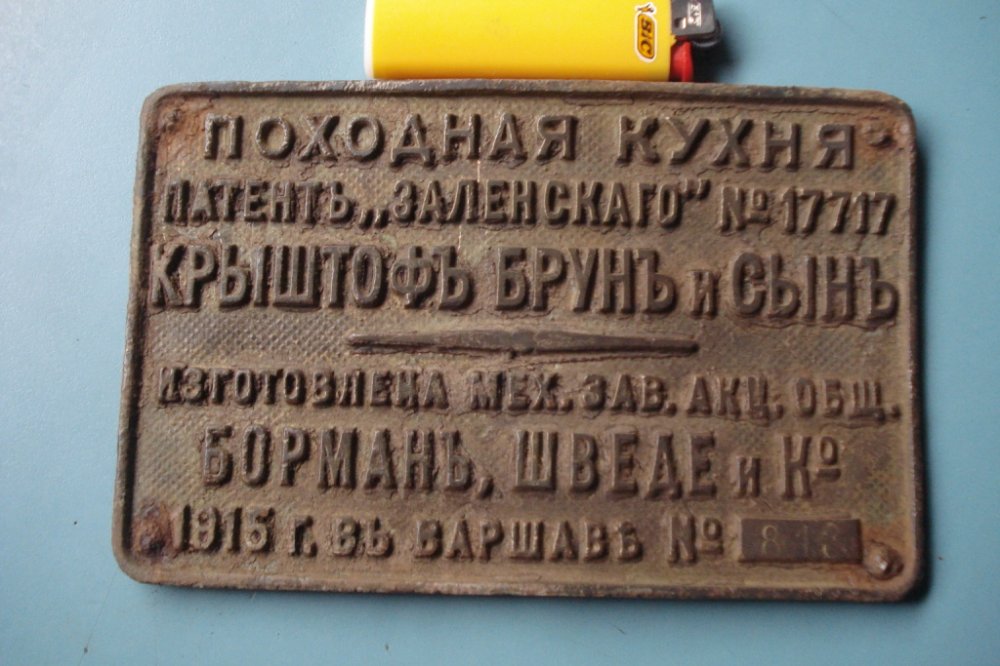 BIC
ПОХОДНАЯ КУХНЯ
ПАТЕНТЪ „ЗАЛЕНСКАГО” № 17717
КРЫШТОФЪ БРУНЪ и СЫНЪ
ИЗГОТОВЛЕНА МЕХ. ЗАВ. АКЦ. ОБЩ.
БОРМАНЪ, ШВЕДЕ и Ко
1915 г. ВЪ ВАРШАВѢ №